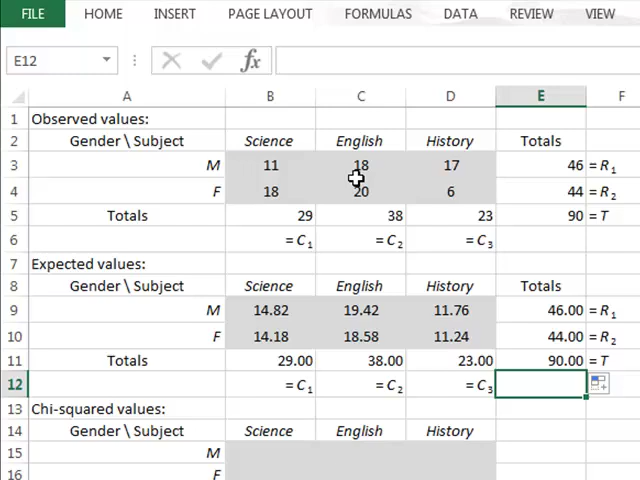 FILE HOME INSERT PAGE LAYOUT FORMULAS DATA REVIEW VIEW
E12 fx
A B C D E F
1 Observed values:
2 Gender \ Subject Science English History Totals
3 M 11 18 17 46 = R1
4 F 18 20 6 44 = R2
5 Totals 29 38 23 90 = T
6 = C1 = C2 = C3
7 Expected values:
8 Gender \ Subject Science English History Totals
9 M 14.82 19.42 11.76 46.00 = R1
10 F 14.18 18.58 11.24 44.00 = R2
11 Totals 29.00 38.00 23.00 90.00 = T
12 = C1 = C2 = C3
13 Chi-squared values:
14 Gender \ Subject Science English History
15 M
16 F